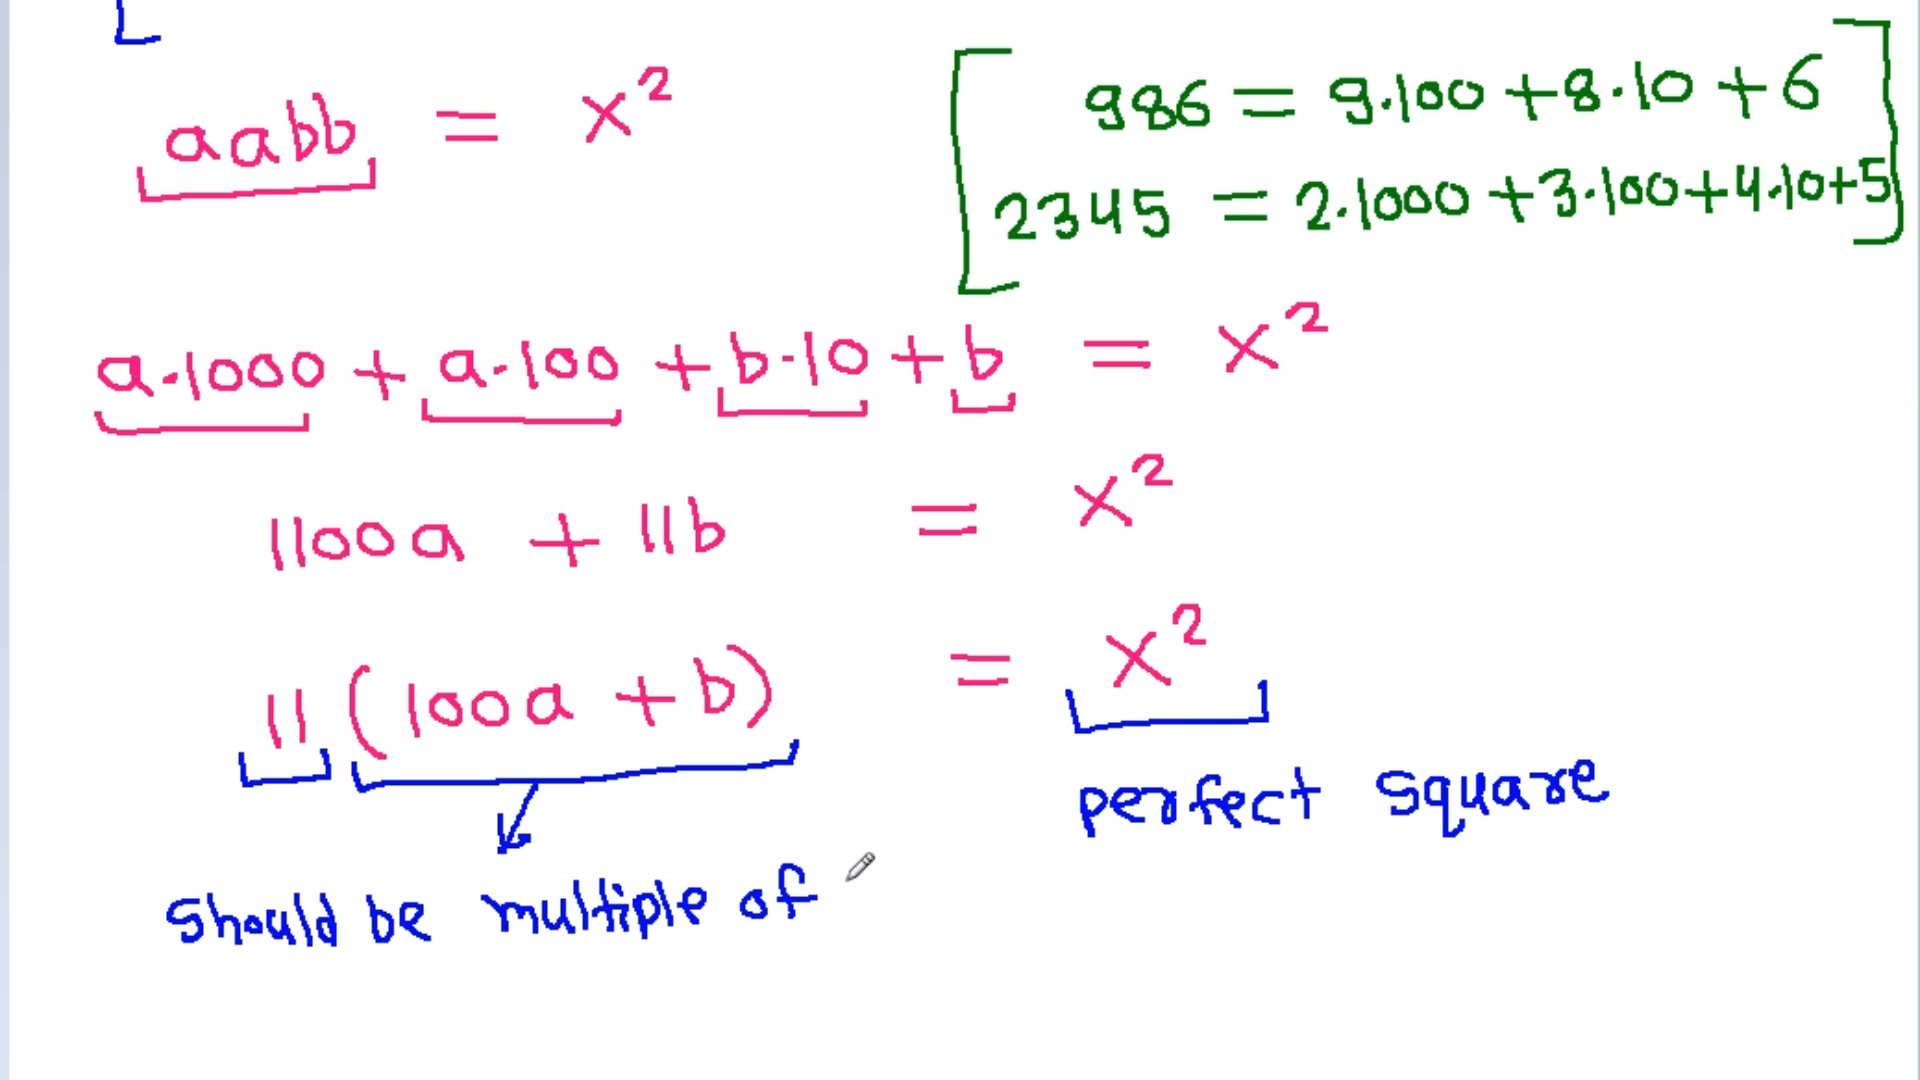 aabb = x²
[986 = 9.100 + 8.10 + 6
2345 = 2.1000 + 3.100 + 4.10 + 5]
a.1000 + a.100 + b.10 + b = x²
1100a + 11b = x²
11 (100a + b) = x²
perfect square
should be multiple of